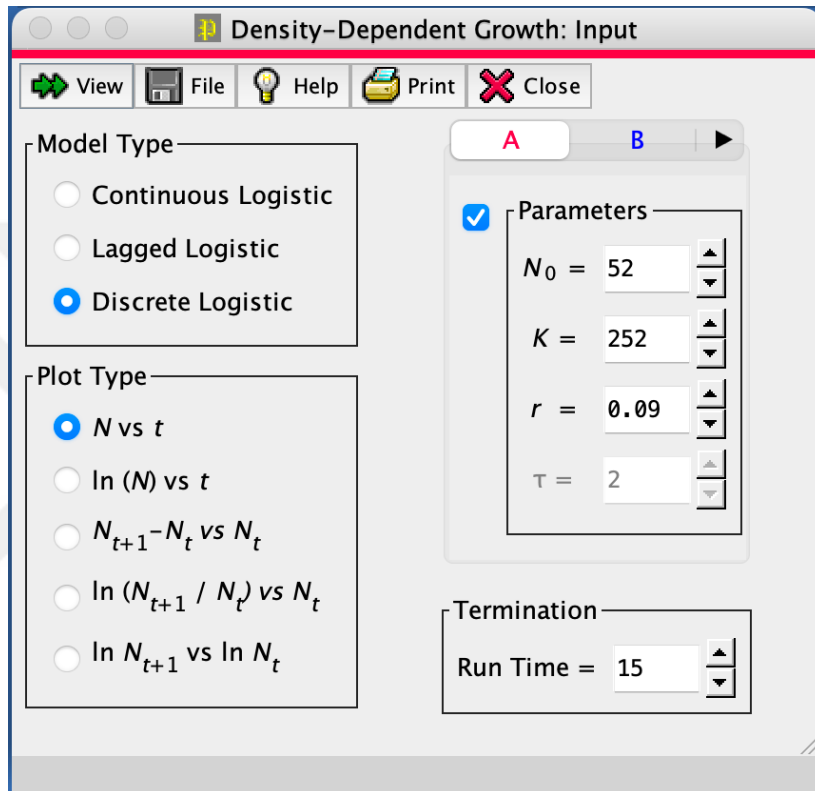 Density-Dependent Growth: Input
View File Help Print Close
Model Type
Continuous Logistic
Lagged Logistic
Discrete Logistic
Plot Type
N vs t
ln (N) vs t
Nt+1-Nt vs Nt
ln (Nt+1 / Nt) vs Nt
ln Nt+1 vs ln Nt
A B
Parameters
N0 = 52
K = 252
r = 0.09
τ = 2
Termination
Run Time = 15